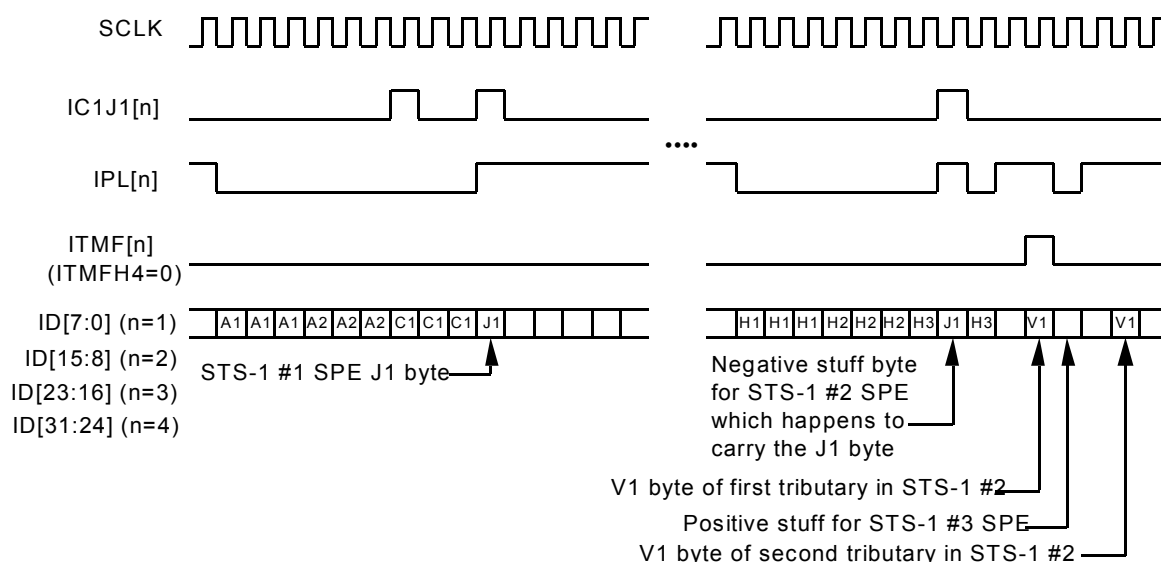 SCLK
IC1J1[n]
IPL[n]
....
ITMF[n]
(ITMFH4=0)
ID[7:0] (n=1)
A1 A1 A1 A2 A2 A2 C1 C1 C1 J1
H1 H1 H1 H2 H2 H2 H3 J1 H3 V1 V1
ID[15:8] (n=2)
ID[23:16] (n=3)
ID[31:24] (n=4)
STS-1 #1 SPE J1 byte
Negative stuff byte
for STS-1 #2 SPE
which happens to
carry the J1 byte
V1 byte of first tributary in STS-1 #2
Positive stuff for STS-1 #3 SPE
V1 byte of second tributary in STS-1 #2